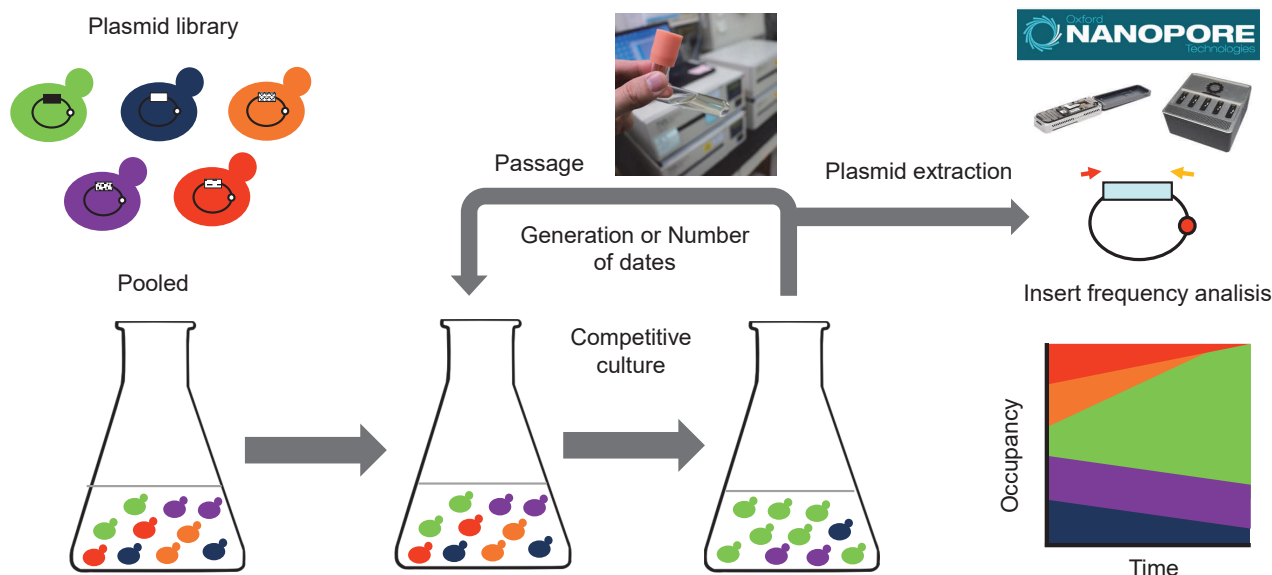 Plasmid library
Oxford
NANOPORE
Technologies
Passage
Plasmid extraction
Generation or Number
of dates
Pooled
Insert frequency analisis
Competitive
culture
Occupancy
Time